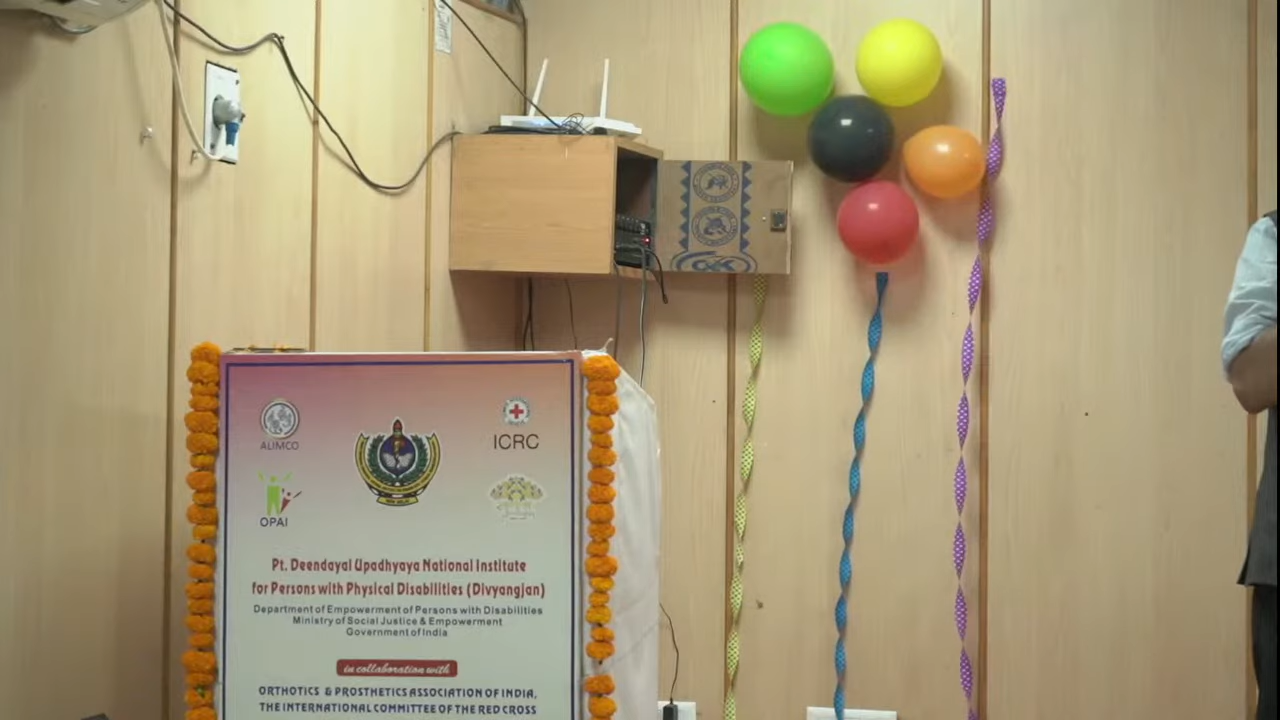 ALIMCO
ICRC
OPAI
Pt. Deendayal Upadhyaya National Institute
for Persons with Physical Disabilities (Divyangjan)
Department of Empowerment of Persons with Disabilities
Ministry of Social Justice & Empowerment
Government of India
in collaboration with
ORTHOTICS & PROSTHETICS ASSOCIATION OF INDIA,
THE INTERNATIONAL COMMITTEE OF THE RED CROSS